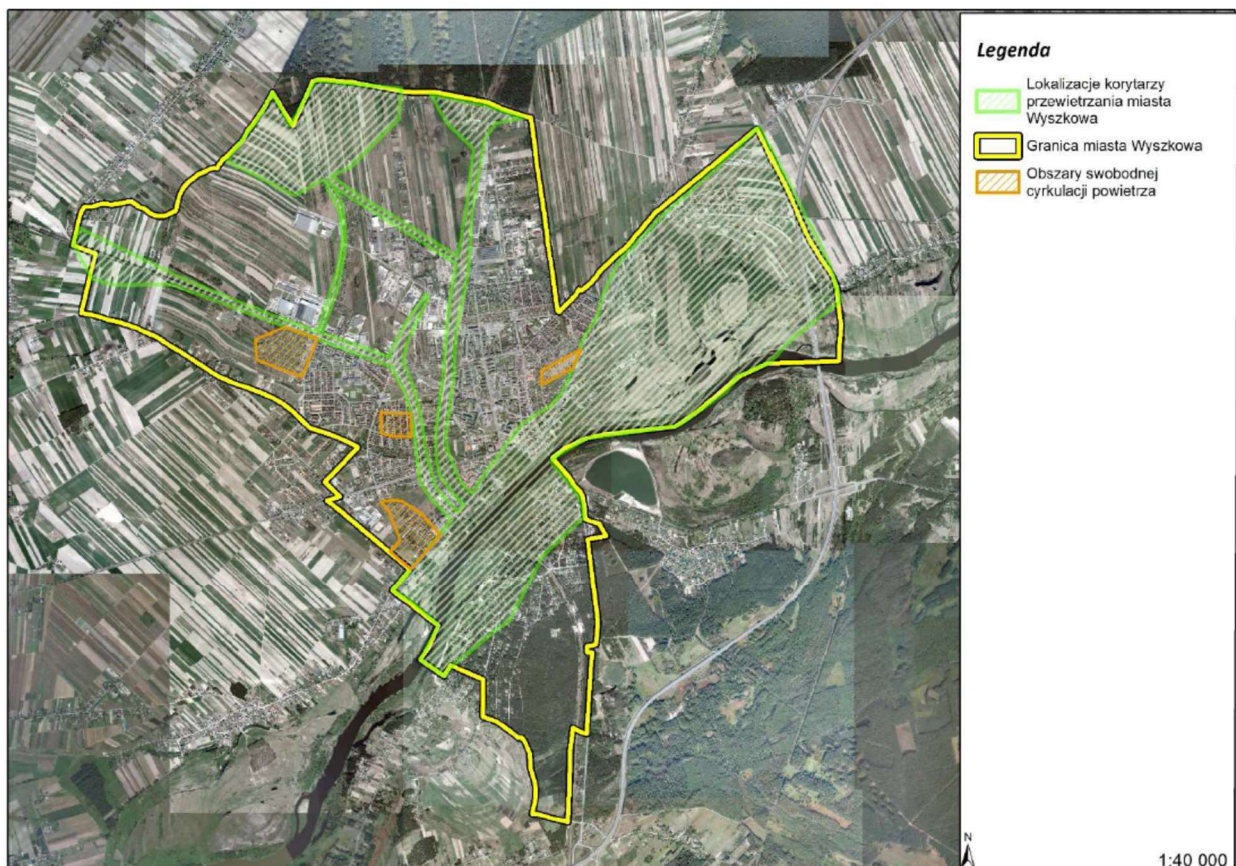 Legenda
Lokalizacje korytarzy
przewietrzania miasta
Wyszkowa
Granica miasta Wyszkowa
Obszary swobodnej
cyrkulacji powietrza
N
1:40 000